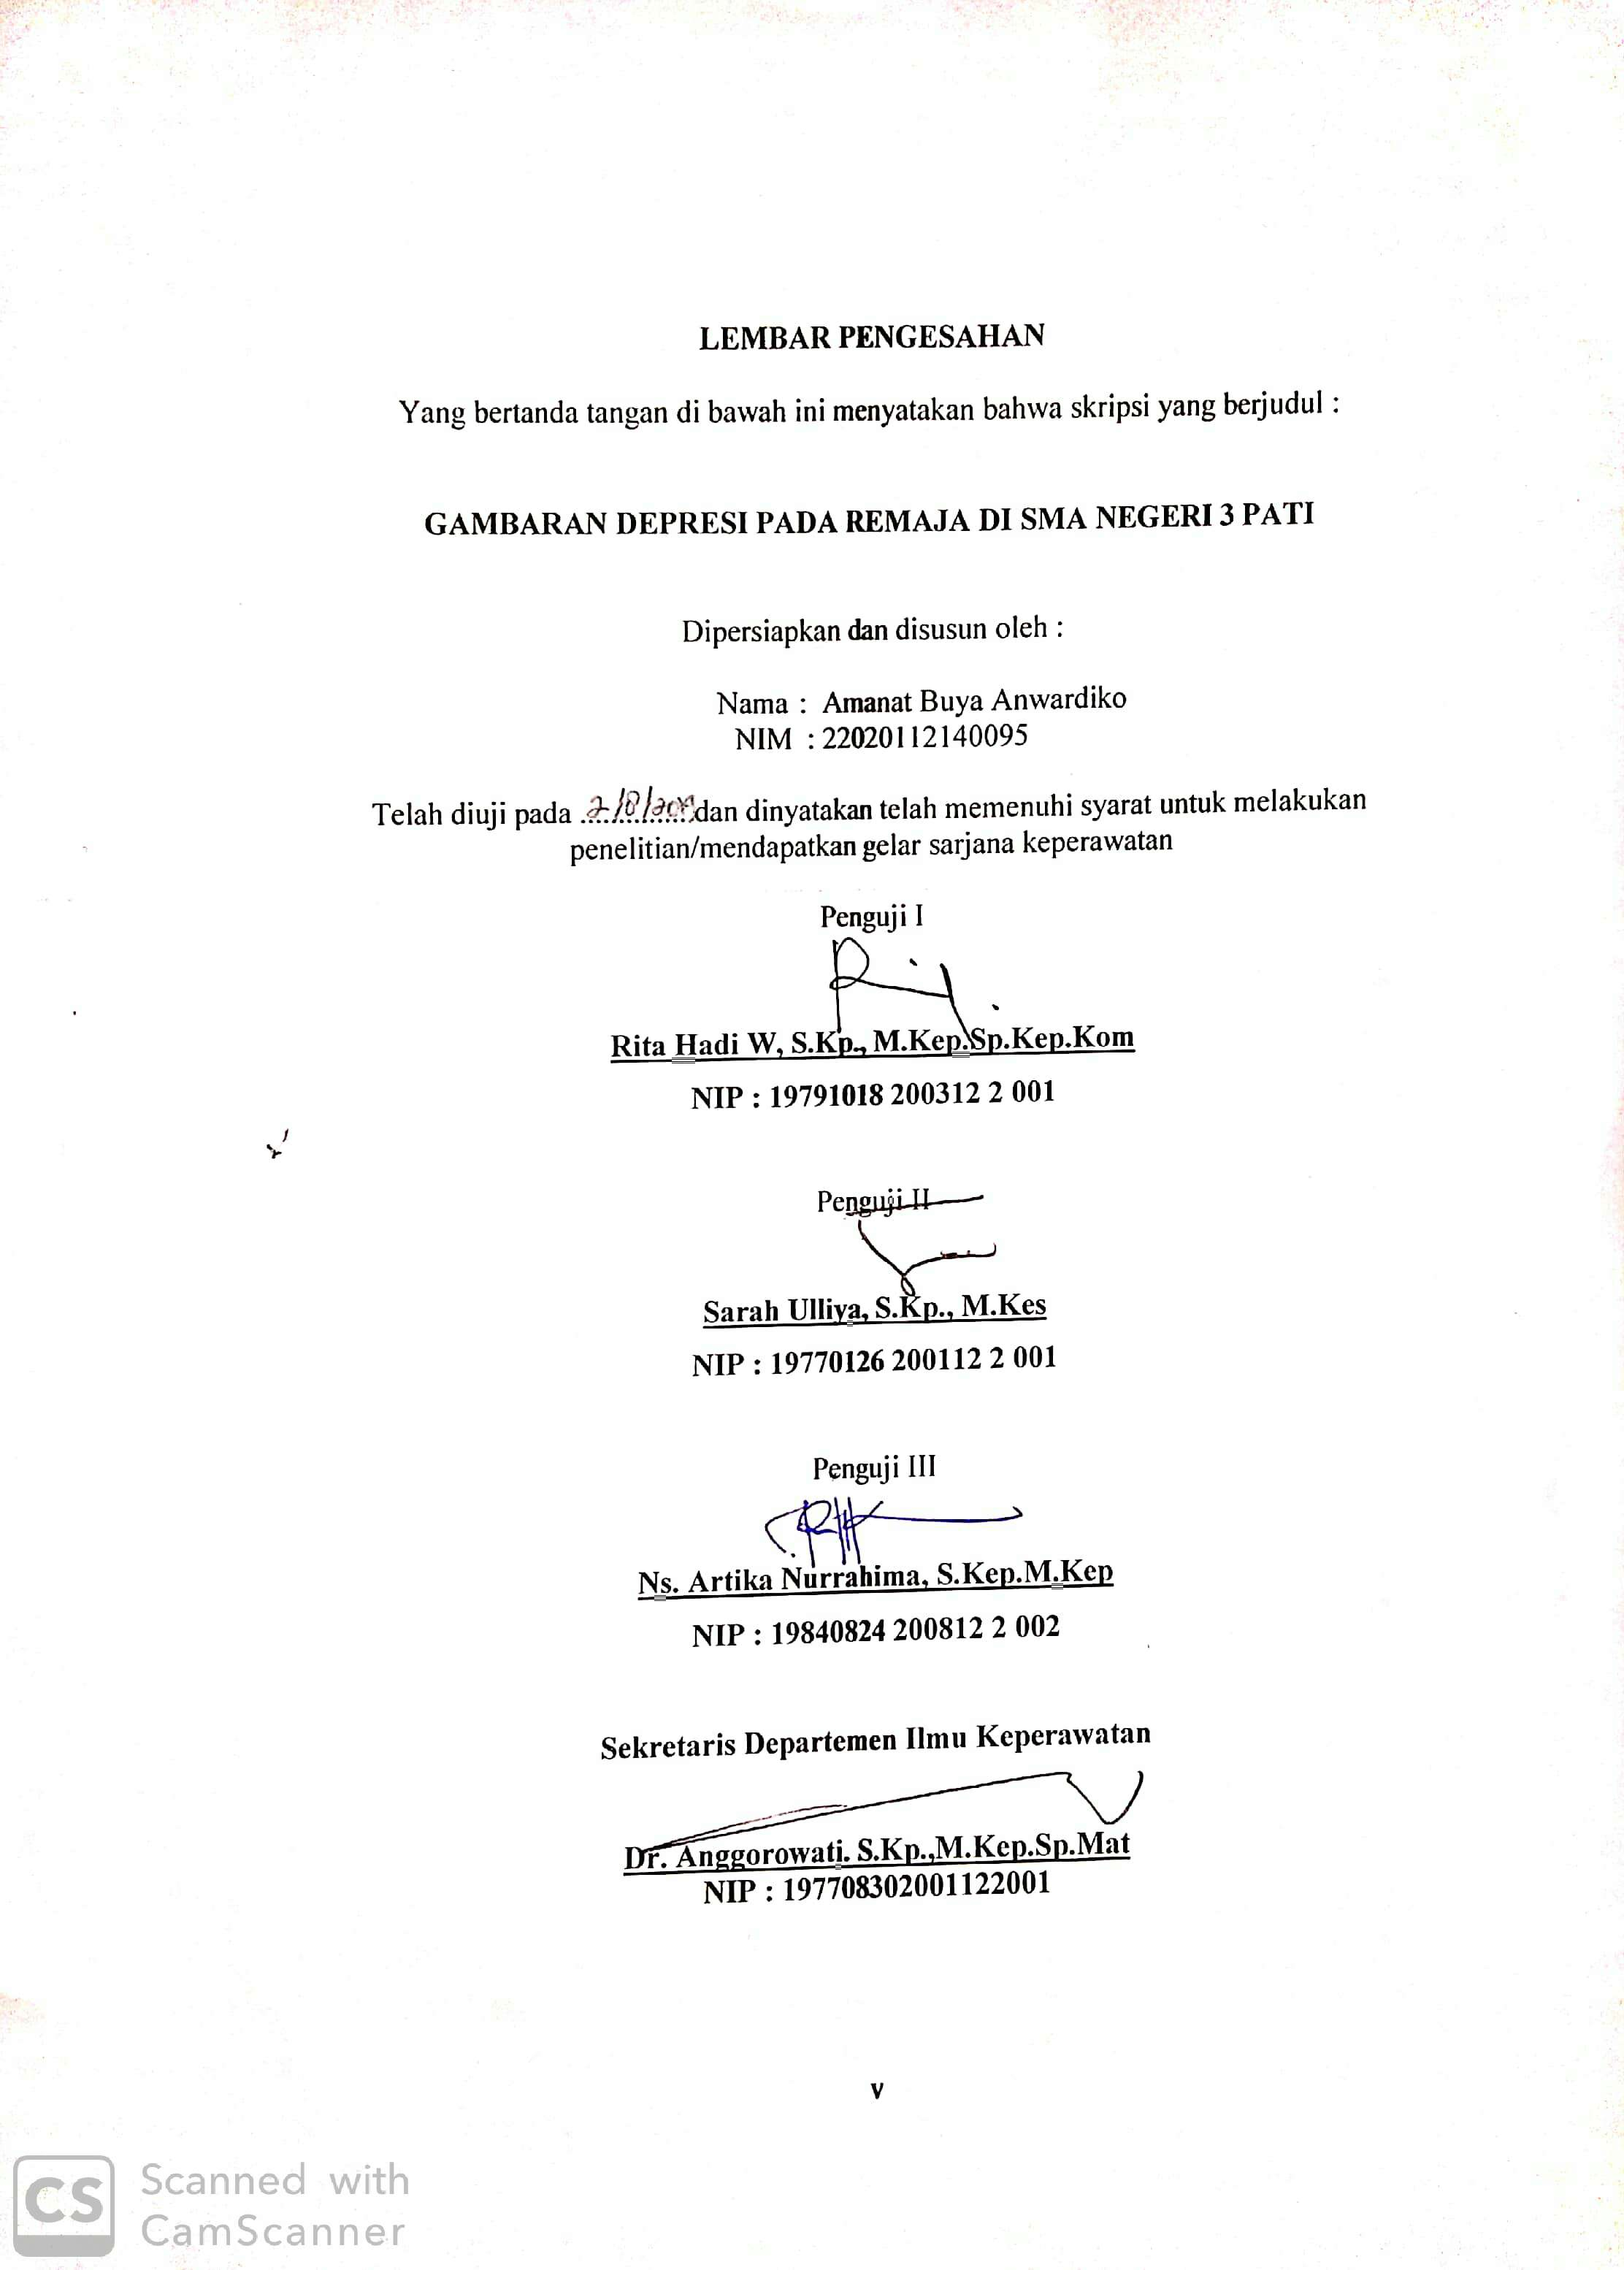 LEMBAR PENGESAHAN
Yang bertanda tangan di bawah ini menyatakan bahwa skripsi yang berjudul :
GAMBARAN DEPRESI PADA REMAJA DI SMA NEGERI 3 PATI
Dipersiapkan dan disusun oleh :
Nama : Amanat Buya Anwardiko
NIM : 22020112140095
Telah diuji pada dan dinyatakan telah memenuhi syarat untuk melakukan
penelitian/mendapatkan gelar sarjana keperawatan
Penguji I
Rita Hadi W, S.Kp., M.Kep.Sp.Kep.Kom
NIP : 19791018 200312 2 001
Penguji II
Sarah Ulliya, S.Kp., M.Kes
NIP : 19770126 200112 2 001
Penguji III
Ns. Artika Nurrahima, S.Kep.M.Kep
NIP : 19840824 200812 2 002
Sekretaris Departemen Ilmu Keperawatan
Dr. Anggorowati. S.Kp.,M.Kep.Sp.Mat
NIP : 197708302001122001
v
CS
Scanned with
CamScanner